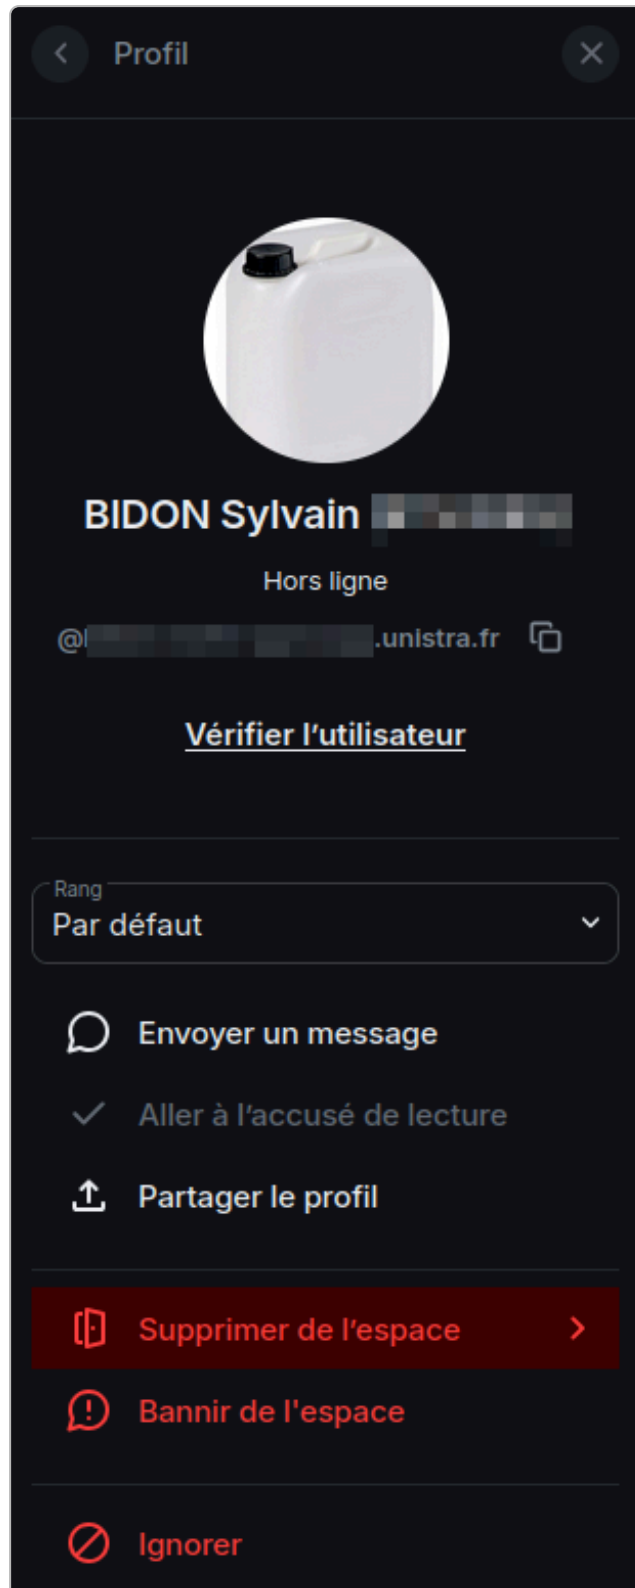 Profil
BIDON Sylvain
Hors ligne
@ .unistra.fr
Vérifier l’utilisateur
Rang
Par défaut
Envoyer un message
Aller à l’accusé de lecture
Partager le profil
Supprimer de l’espace
Bannir de l'espace
Ignorer